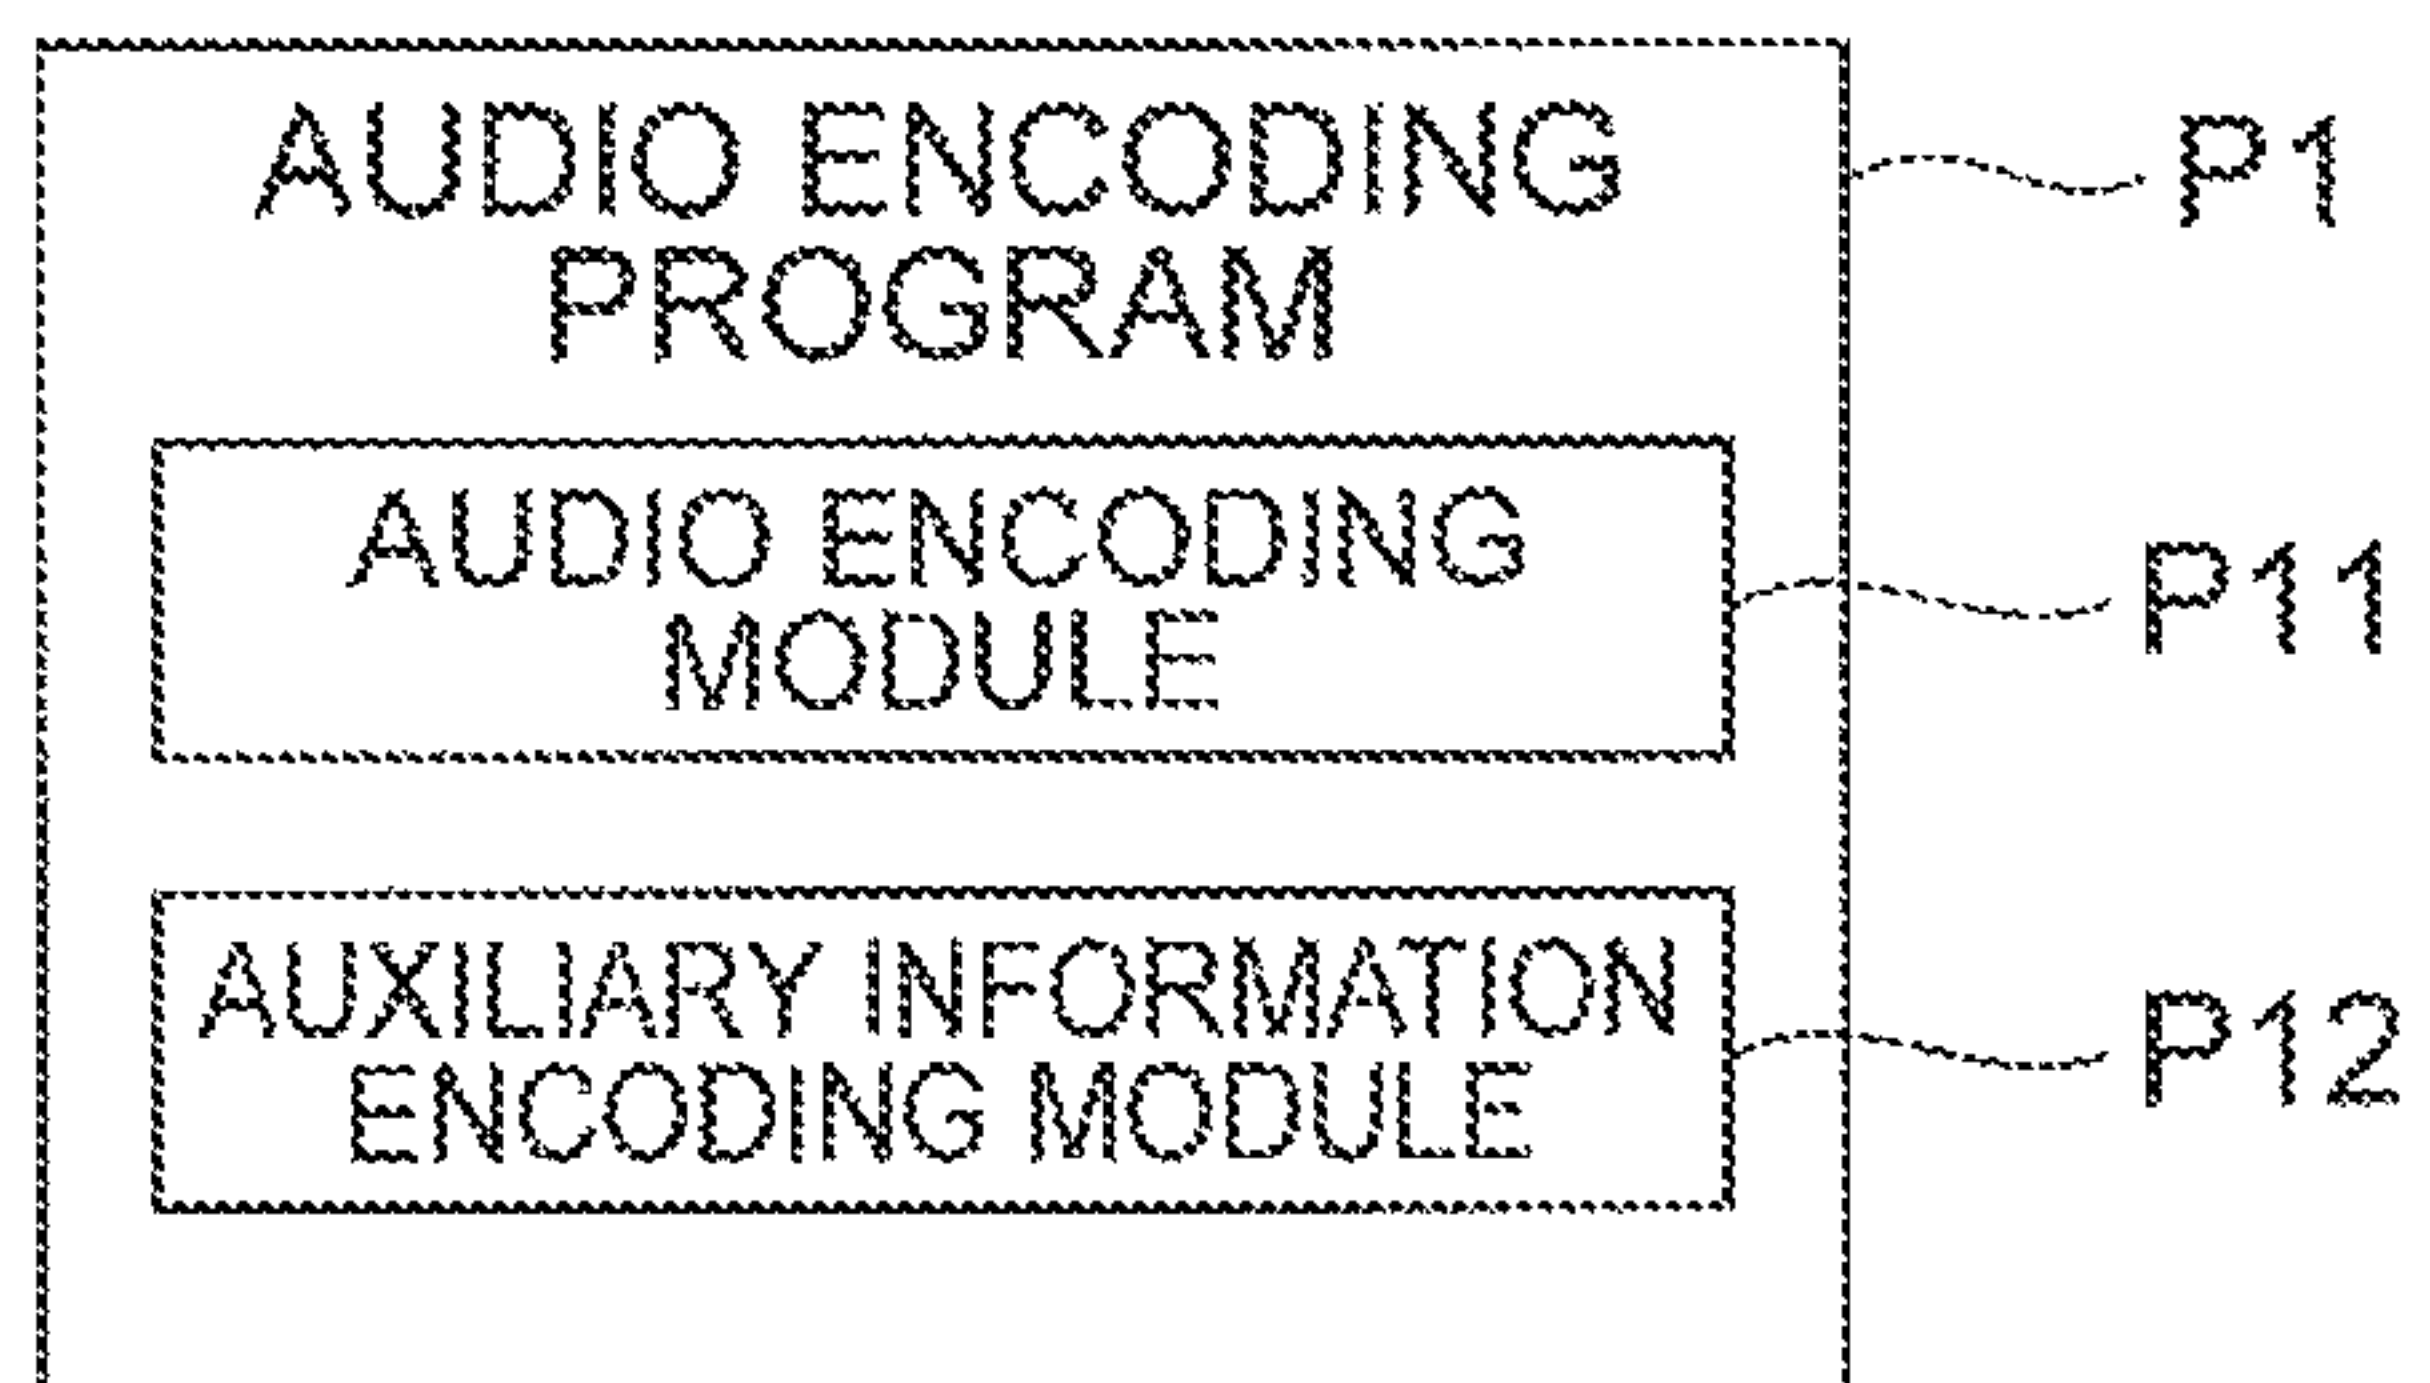 AUDIO ENCODING
PROGRAM
P1
AUDIO ENCODING
MODULE
P11
AUXILIARY INFORMATION
ENCODING MODULE
P12